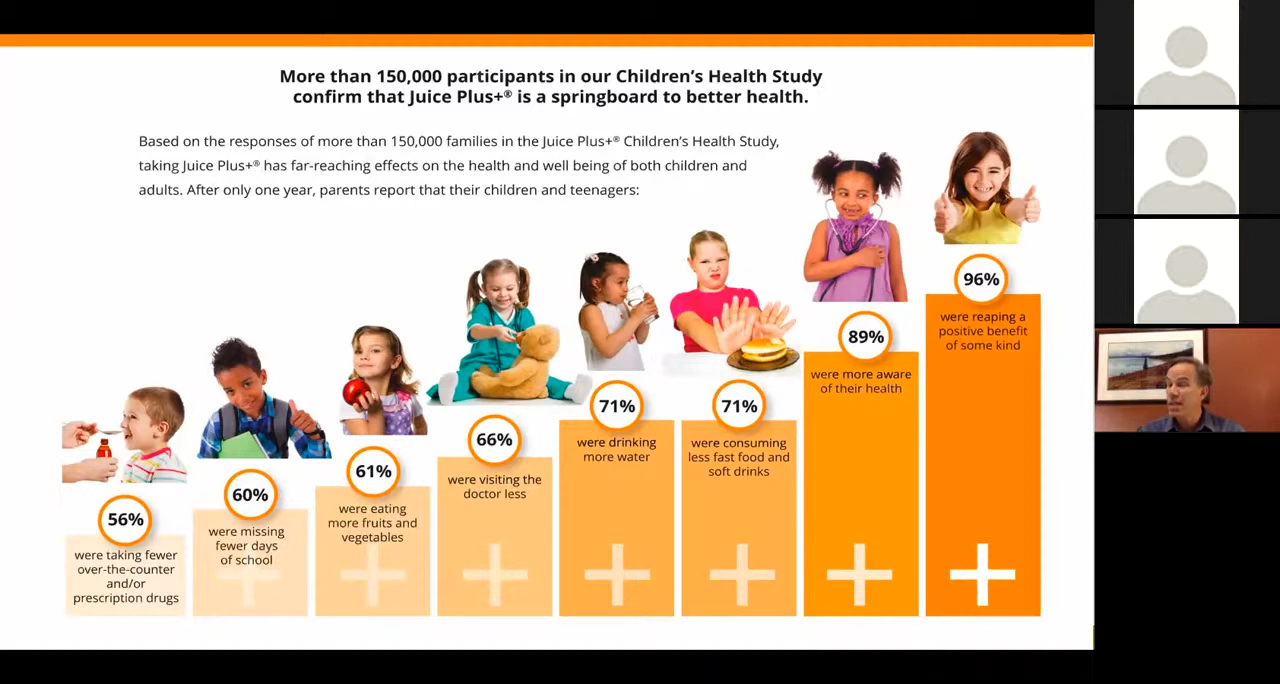 More than 150,000 participants in our Children's Health Study
confirm that Juice Plus+® is a springboard to better health.
Based on the responses of more than 150,000 families in the Juice Plus+® Children's Health Study,
taking Juice Plus+® has far-reaching effects on the health and well being of both children and
adults. After only one year, parents report that their children and teenagers:
56%
were taking fewer
over-the-counter
and/or
prescription drugs
60%
were missing
fewer days
of school
61%
were eating
more fruits and
vegetables
66%
were visiting the
doctor less
71%
were drinking
more water
71%
were consuming
less fast food and
soft drinks
89%
were more aware
of their health
96%
were reaping a
positive benefit
of some kind